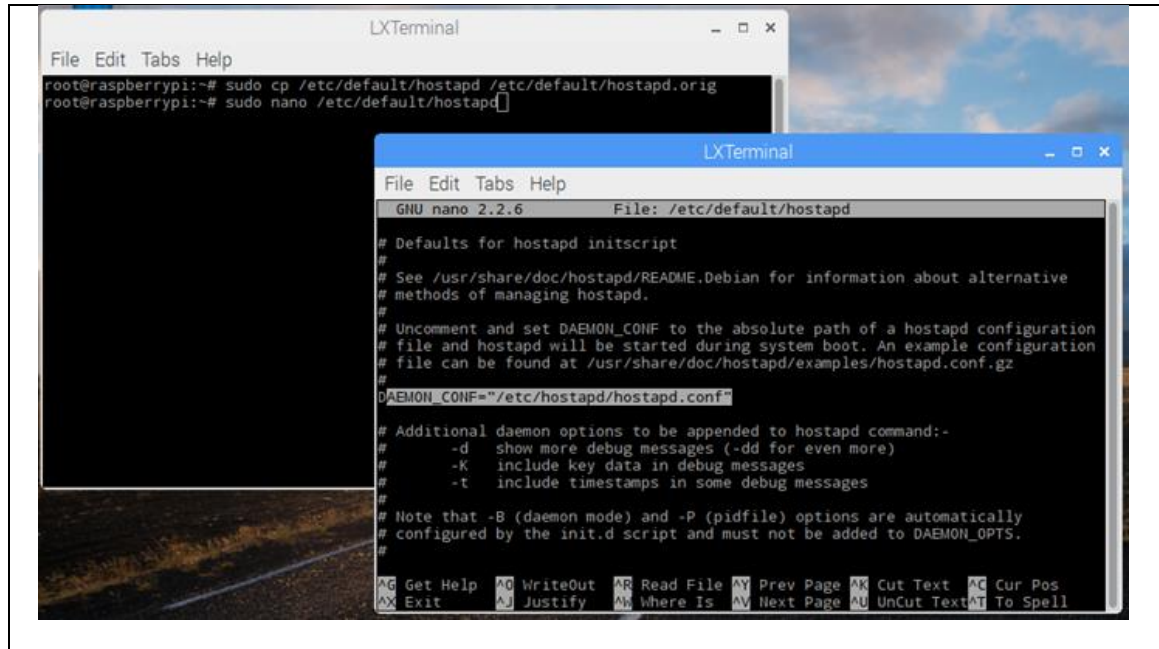 LXTerminal
File Edit Tabs Help
root@raspberrypi:~# sudo cp /etc/default/hostapd /etc/default/hostapd.orig
root@raspberrypi:~# sudo nano /etc/default/hostapd
LXTerminal
File Edit Tabs Help
GNU nano 2.2.6 File: /etc/default/hostapd
# Defaults for hostapd initscript
#
# See /usr/share/doc/hostapd/README.Debian for information about alternative
# methods of managing hostapd.
#
# Uncomment and set DAEMON_CONF to the absolute path of a hostapd configuration
# file and hostapd will be started during system boot. An example configuration
# file can be found at /usr/share/doc/hostapd/examples/hostapd.conf.gz
#
DAEMON_CONF="/etc/hostapd/hostapd.conf"
# Additional daemon options to be appended to hostapd command:-
# -d show more debug messages (-dd for even more)
# -K include key data in debug messages
# -t include timestamps in some debug messages
#
# Note that -B (daemon mode) and -P (pidfile) options are automatically
# configured by the init.d script and must not be added to DAEMON_OPTS.
#
^G Get Help ^O WriteOut ^R Read File ^Y Prev Page ^K Cut Text ^C Cur Pos
^X Exit ^J Justify ^W Where Is ^V Next Page ^U UnCut Text ^T To Spell